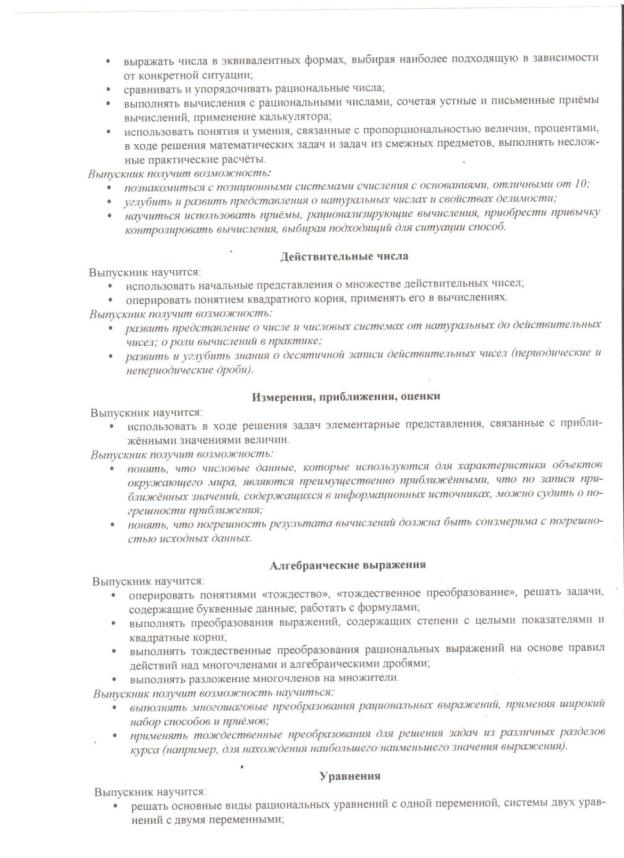 • выражать числа в эквивалентных формах, выбирая наиболее подходящую в зависимости
от конкретной ситуации;
• сравнивать и упорядочивать рациональные числа;
• выполнять вычисления с рациональными числами, сочетая устные и письменные приёмы
вычислений, применение калькулятора;
• использовать понятия и умения, связанные с пропорциональностью величин, процентами,
в ходе решения математических задач и задач из смежных предметов, выполнять неслож-
ные практические расчёты.
Выпускник получит возможность:
• познакомиться с позиционными системами счисления с основаниями, отличными от 10;
• углубить и развить представления о натуральных числах и свойствах делимости;
• научиться использовать приёмы, рационализирующие вычисления, приобрести привычку
контролировать вычисления, выбирая подходящий для ситуации способ.
Действительные числа
Выпускник научится:
• использовать начальные представления о множестве действительных чисел;
• оперировать понятием квадратного корня, применять его в вычислениях.
Выпускник получит возможность:
• развить представление о числе и числовых системах от натуральных до действительных
чисел; о роли вычислений в практике;
• развить и углубить знания о десятичной записи действительных чисел (периодические и
непериодические дроби).
Измерения, приближения, оценки
Выпускник научится:
• использовать в ходе решения задач элементарные представления, связанные с прибли-
жёнными значениями величин.
Выпускник получит возможность:
• понять, что числовые данные, которые используются для характеристики объектов
окружающего мира, являются преимущественно приближёнными, что по записи при-
ближённых значений, содержащихся в информационных источниках, можно судить о по-
грешности приближения;
• понять, что погрешность результата вычислений должна быть соизмерима с погрешно-
стью исходных данных.
Алгебраические выражения
Выпускник научится:
• оперировать понятиями «тождество», «тождественное преобразование», решать задачи,
содержащие буквенные данные; работать с формулами;
• выполнять преобразования выражений, содержащих степени с целыми показателями и
квадратные корни;
• выполнять тождественные преобразования рациональных выражений на основе правил
действий над многочленами и алгебраическими дробями;
• выполнять разложение многочленов на множители.
Выпускник получит возможность научиться:
• выполнять многошаговые преобразования рациональных выражений, применяя широкий
набор способов и приёмов;
• применять тождественные преобразования для решения задач из различных разделов
курса (например, для нахождения наибольшего/наименьшего значения выражения).
Уравнения
Выпускник научится:
• решать основные виды рациональных уравнений с одной переменной, системы двух урав-
нений с двумя переменными;